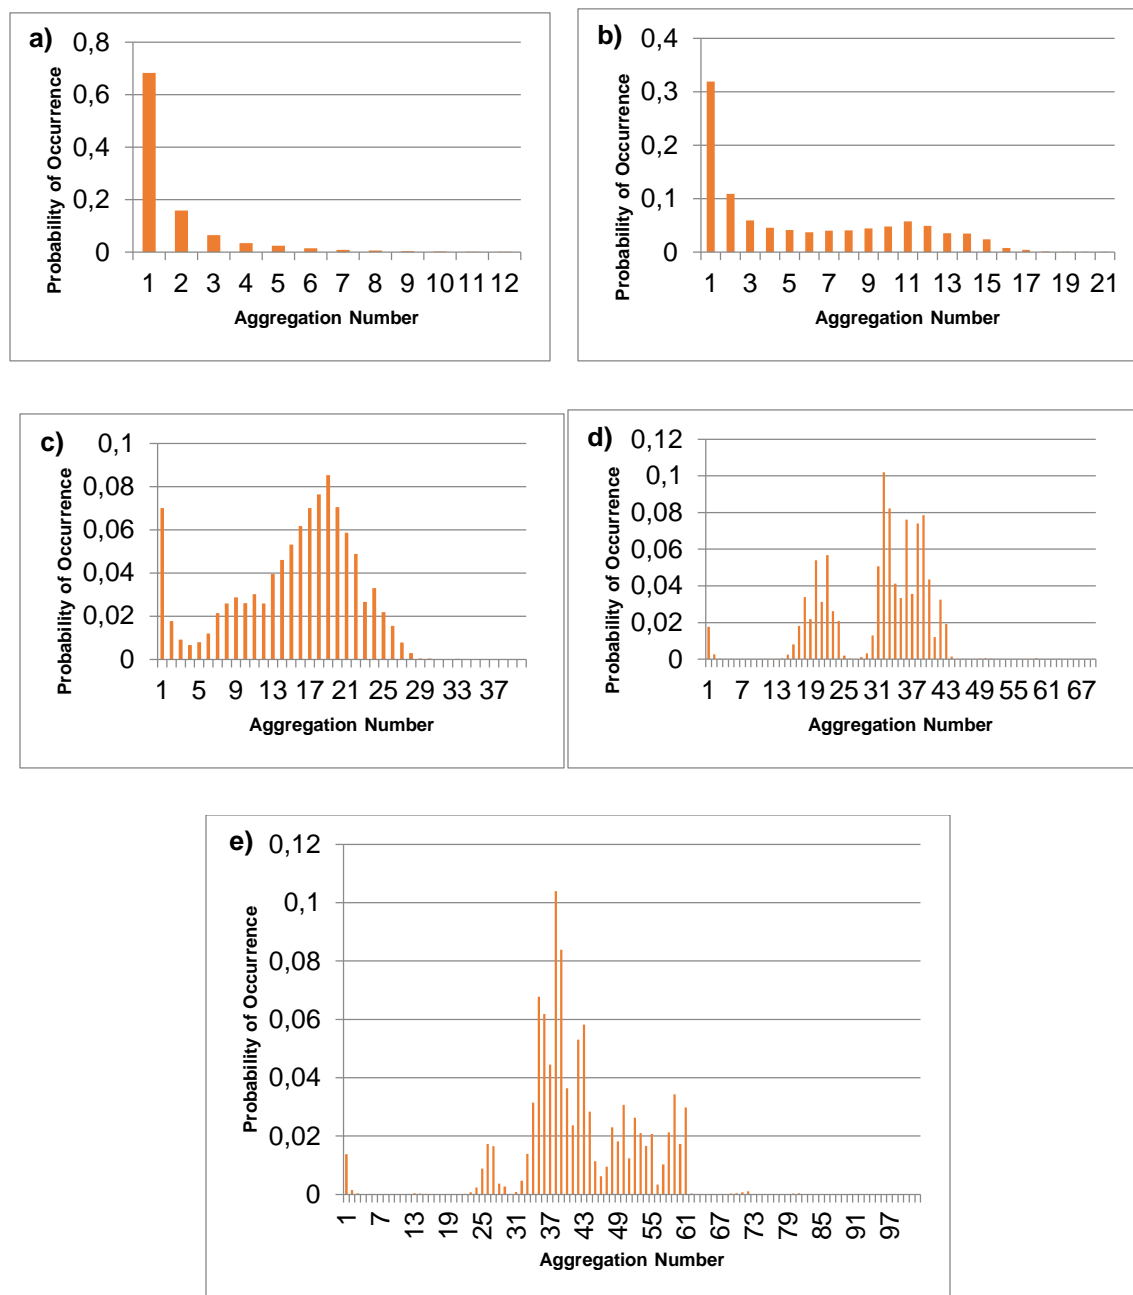 a)
Probability of Occurrence
0,8
0,6
0,4
0,2
0
1 2 3 4 5 6 7 8 9 10 11 12
Aggregation Number
b)
Probability of Occurrence
0,4
0,3
0,2
0,1
0
1 3 5 7 9 11 13 15 17 19 21
Aggregation Number
c)
Probability of Occurrence
0,1
0,08
0,06
0,04
0,02
0
1 5 9 13 17 21 25 29 33 37
Aggregation Number
d)
Probability of Occurrence
0,12
0,1
0,08
0,06
0,04
0,02
0
1 7 13 19 25 31 37 43 49 55 61 67
Aggregation Number
e)
Probability of Occurrence
0,12
0,1
0,08
0,06
0,04
0,02
0
1 7 13 19 25 31 37 43 49 55 61 67 73 79 85 91 97
Aggregation Number